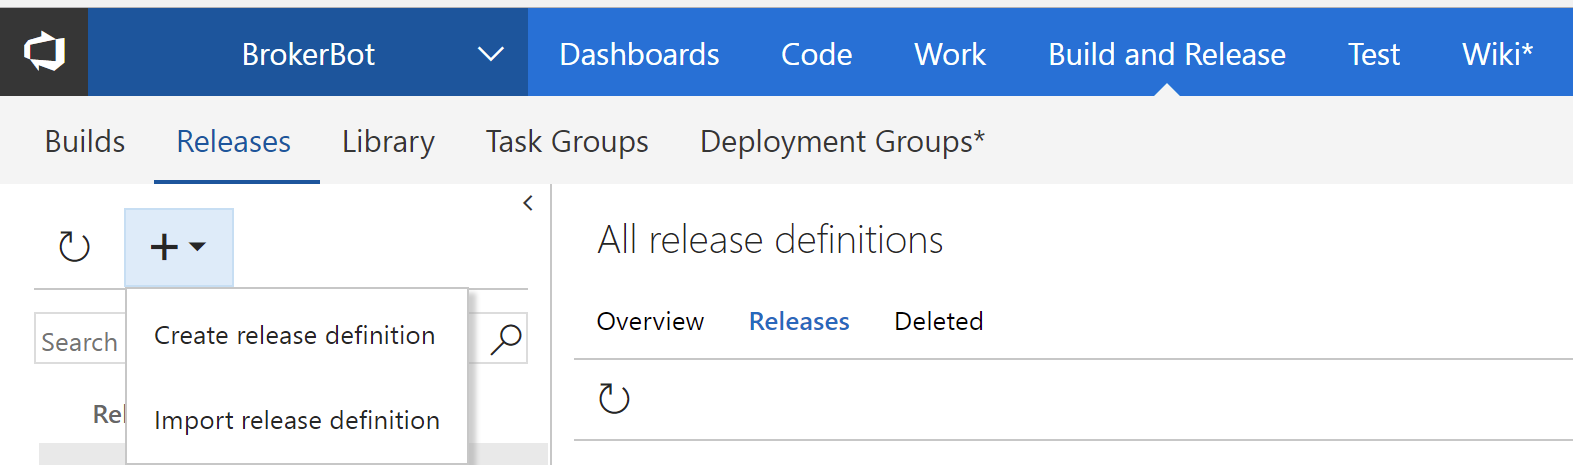 BrokerBot Dashboards Code Work Build and Release Test Wiki*
Builds Releases Library Task Groups Deployment Groups*
All release definitions
Overview Releases Deleted
Search
Create release definition
Import release definition